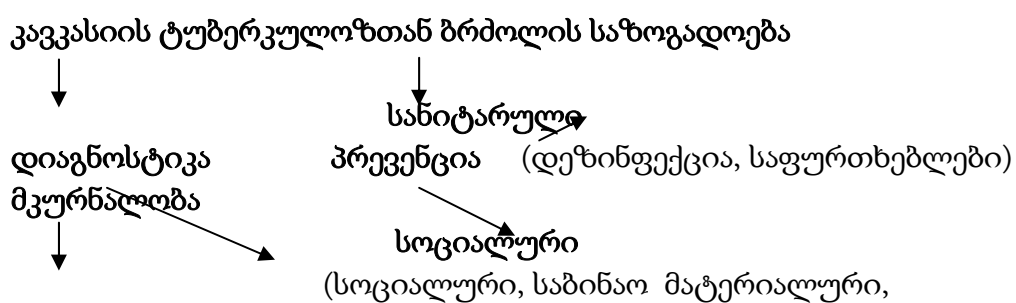 კავკასიის ტუბერკულოზთან ბრძოლის საზოგადოება
სანიტარული
დიაგნოსტიკა პრევენცია (დეზინფექცია, საფურთხებლები)
მკურნალობა
სოციალური
(სოციალური, საბინაო მატერიალური,